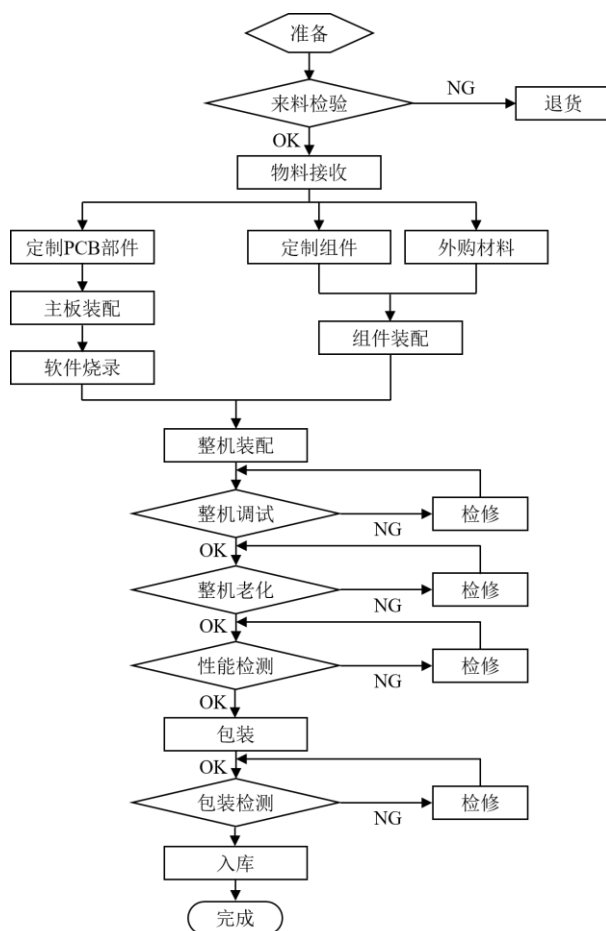 准备
来料检验
NG
退货
OK
物料接收
定制PCB部件
定制组件
外购材料
主板装配
组件装配
软件烧录
整机装配
整机调试
NG
检修
OK
整机老化
NG
检修
OK
性能检测
NG
检修
OK
包装
OK
包装检测
NG
检修
入库
完成